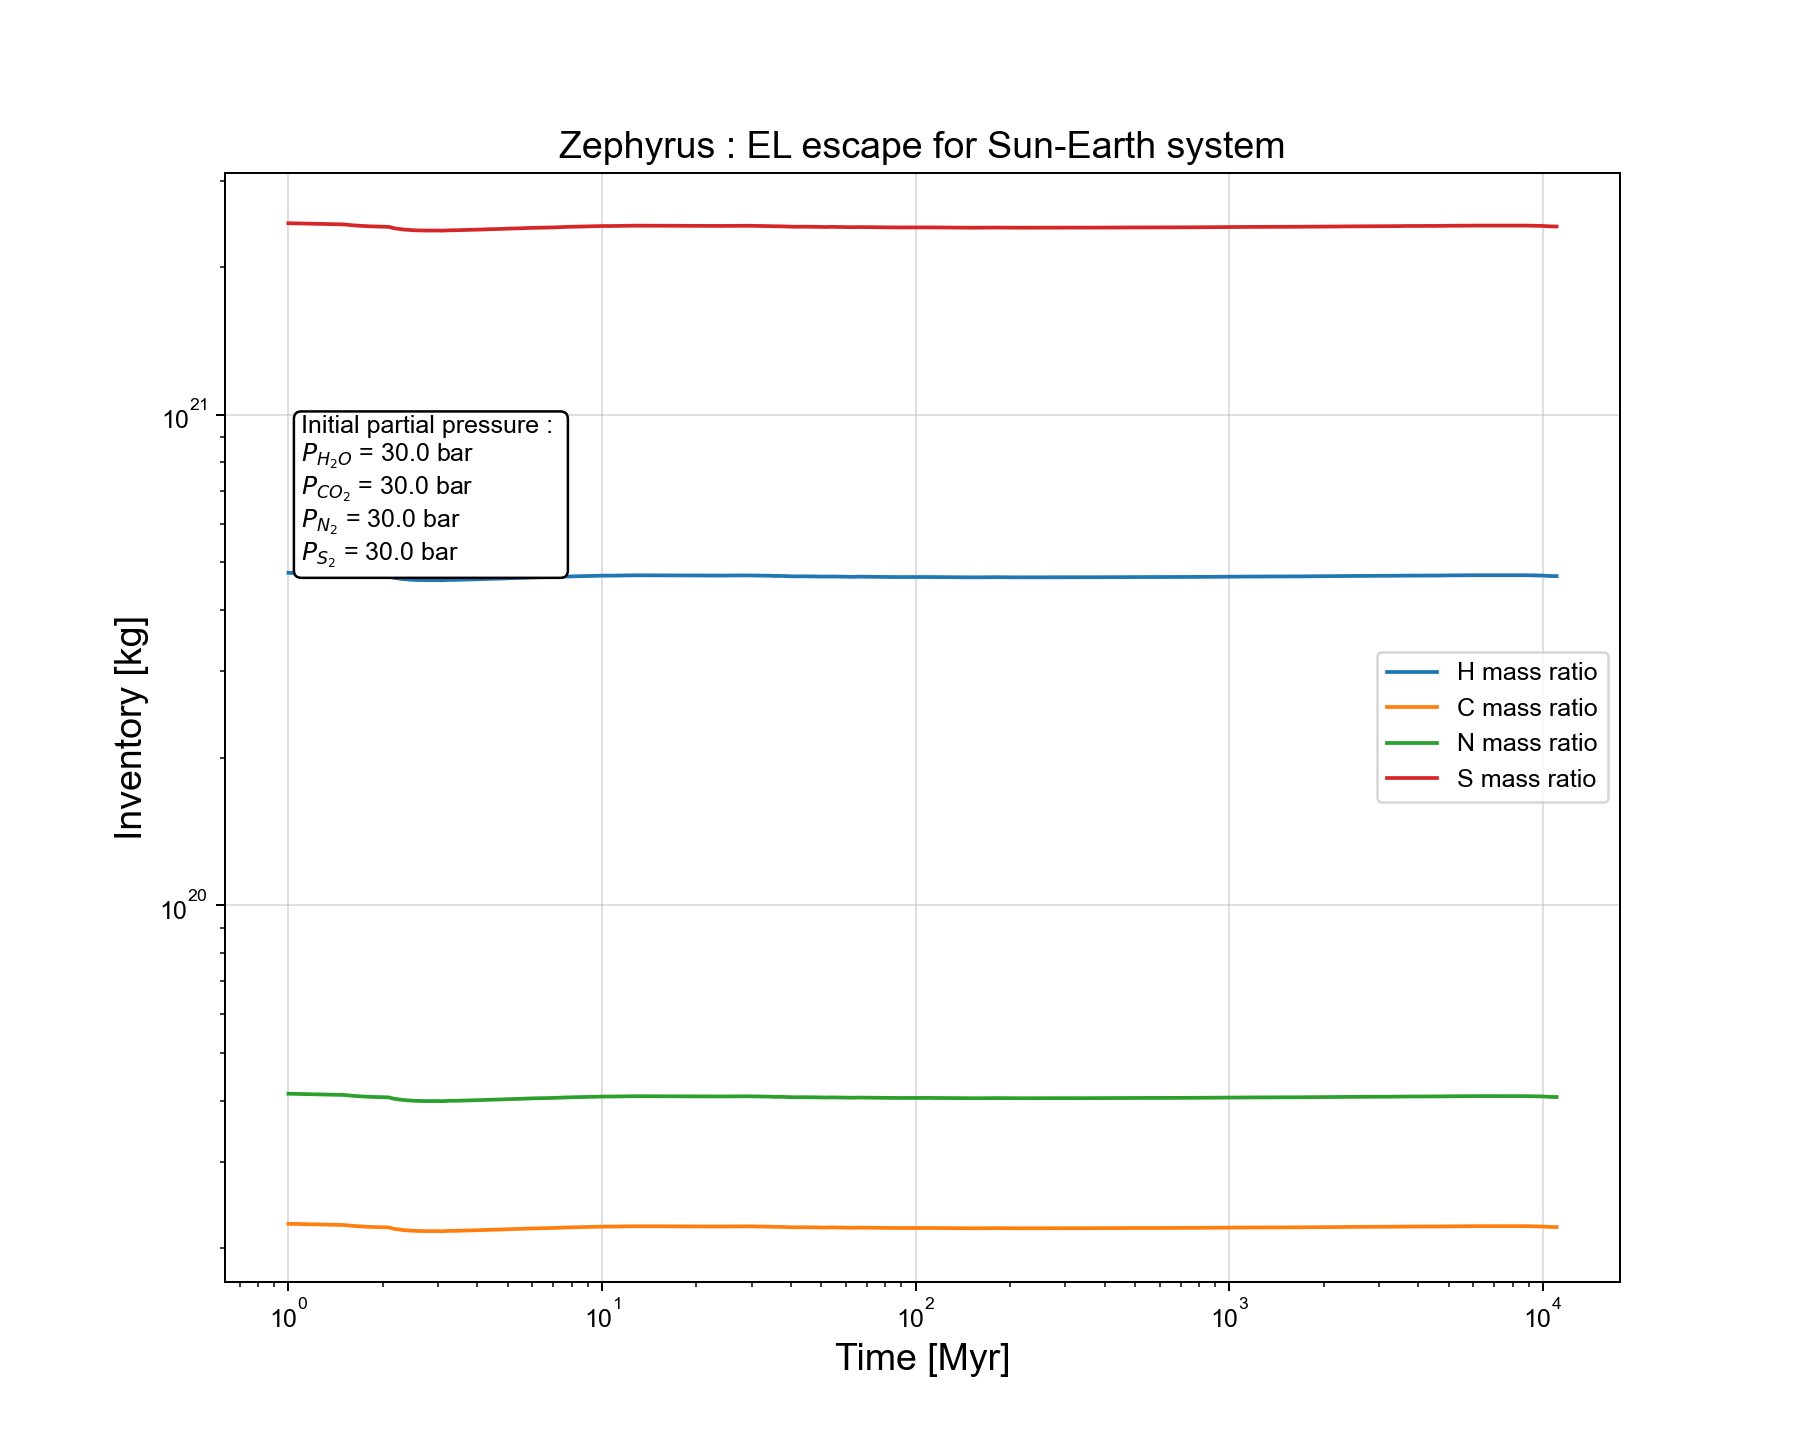 Zephyrus : EL escape for Sun-Earth system
Inventory [kg]
10^21
10^20
Initial partial pressure :
P_{H_2O} = 30.0 bar
P_{CO_2} = 30.0 bar
P_{N_2} = 30.0 bar
P_{S_2} = 30.0 bar
H mass ratio
C mass ratio
N mass ratio
S mass ratio
10^0 10^1 10^2 10^3 10^4
Time [Myr]